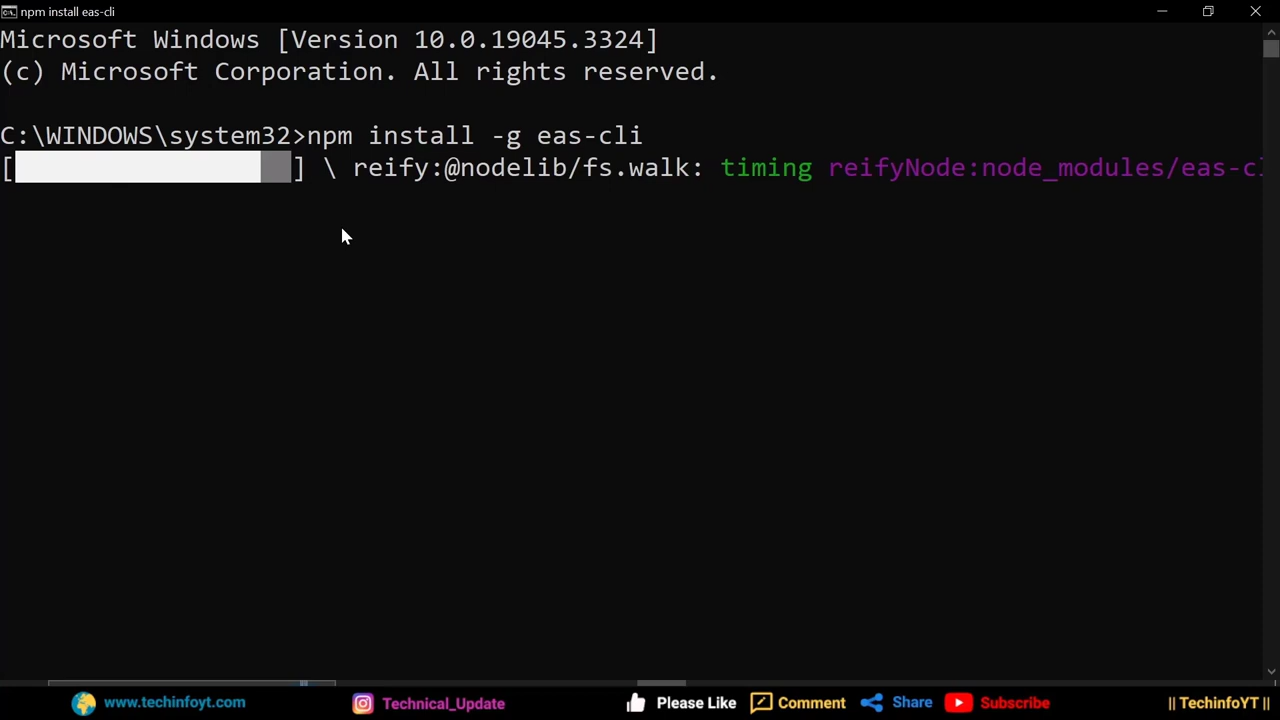 npm install eas-cli
Microsoft Windows [Version 10.0.19045.3324]
(c) Microsoft Corporation. All rights reserved.
C:\WINDOWS\system32>npm install -g eas-cli
[ ] \ reify:@nodelib/fs.walk: timing reifyNode:node_modules/eas-cl
www.techinfoyt.com Technical_Update Please Like Comment Share Subscribe || TechinfoYT ||